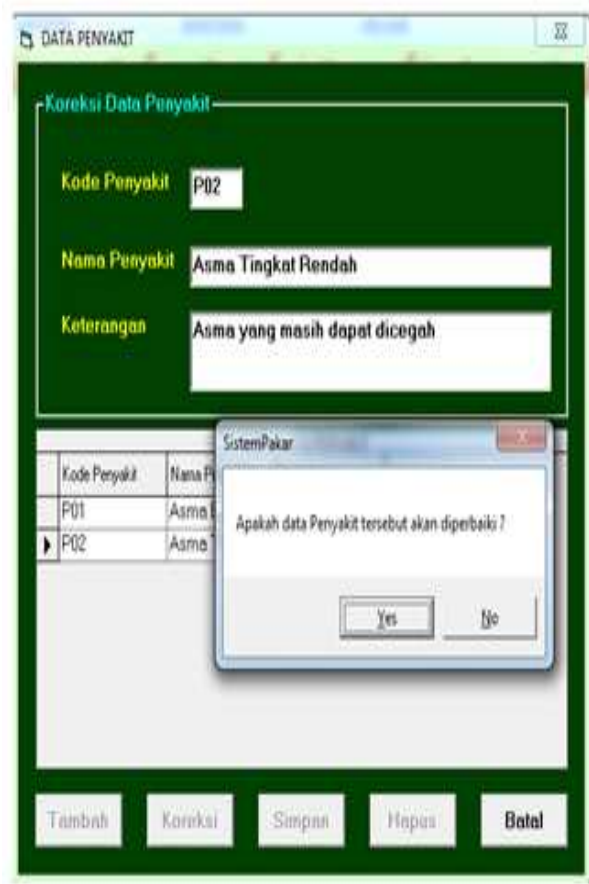 DATA PENYAKIT
Koreksi Data Penyakit
Kode Penyakit P02
Nama Penyakit Asma Tingkat Rendah
Keterangan Asma yang masih dapat dicegah
SistemPakar
Kode Penyakit Nama
P01 Asma
P02 Asma
Apakah data Penyakit tersebut akan diperbaiki ?
Yes No
Tambah Koreksi Simpan Hapus Batal